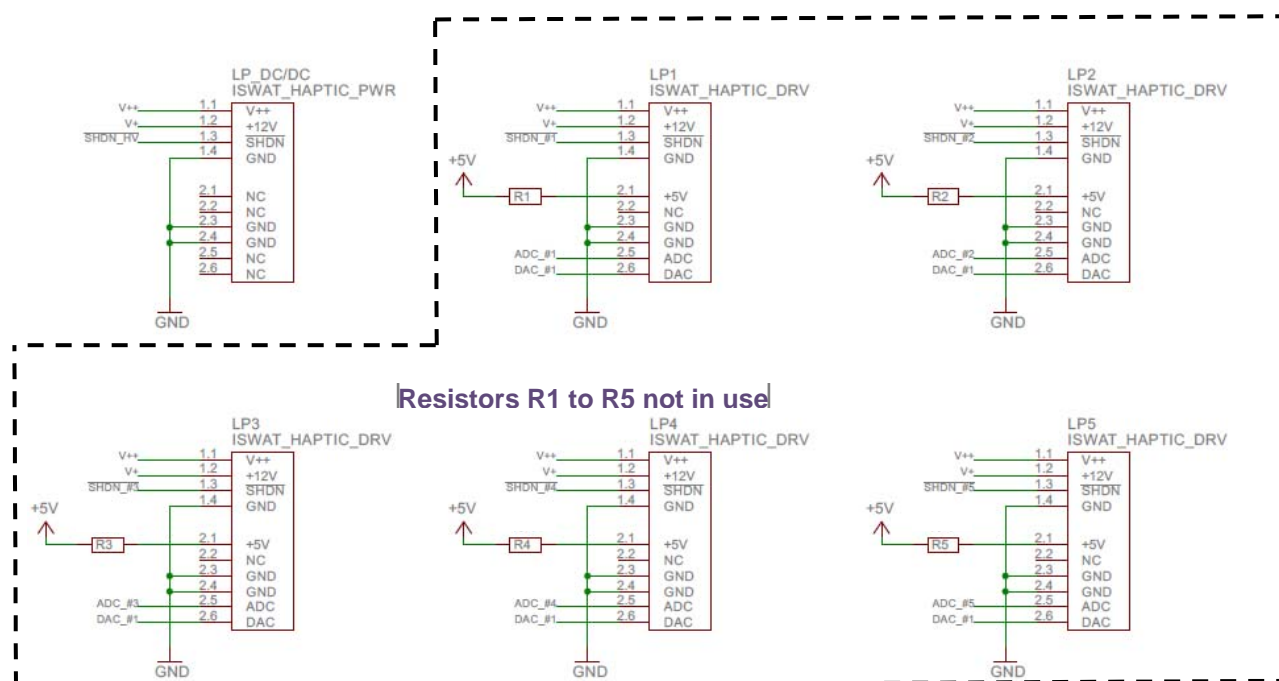 LP_DC/DC
ISWAT_HAPTIC_PWR
V++ 1.1 V++
V+ 1.2 +12V
SHDN_HV 1.3 SHDN
1.4 GND
2.1 NC
2.2 NC
2.3 GND
2.4 GND
2.5 NC
2.6 NC
GND
LP1
ISWAT_HAPTIC_DRV
V++ 1.1 V++
V+ 1.2 +12V
SHDN_#1 1.3 SHDN
1.4 GND
+5V
R1 2.1 +5V
2.2 NC
2.3 GND
2.4 GND
ADC_#1 2.5 ADC
DAC_#1 2.6 DAC
GND
LP2
ISWAT_HAPTIC_DRV
V++ 1.1 V++
V+ 1.2 +12V
SHDN_#2 1.3 SHDN
1.4 GND
+5V
R2 2.1 +5V
2.2 NC
2.3 GND
2.4 GND
ADC_#2 2.5 ADC
DAC_#1 2.6 DAC
GND
Resistors R1 to R5 not in use
LP3
ISWAT_HAPTIC_DRV
V++ 1.1 V++
V+ 1.2 +12V
SHDN_#3 1.3 SHDN
1.4 GND
+5V
R3 2.1 +5V
2.2 NC
2.3 GND
2.4 GND
ADC_#3 2.5 ADC
DAC_#1 2.6 DAC
GND
LP4
ISWAT_HAPTIC_DRV
V++ 1.1 V++
V+ 1.2 +12V
SHDN_#4 1.3 SHDN
1.4 GND
+5V
R4 2.1 +5V
2.2 NC
2.3 GND
2.4 GND
ADC_#4 2.5 ADC
DAC_#1 2.6 DAC
GND
LP5
ISWAT_HAPTIC_DRV
V++ 1.1 V++
V+ 1.2 +12V
SHDN_#5 1.3 SHDN
1.4 GND
+5V
R5 2.1 +5V
2.2 NC
2.3 GND
2.4 GND
ADC_#5 2.5 ADC
DAC_#1 2.6 DAC
GND